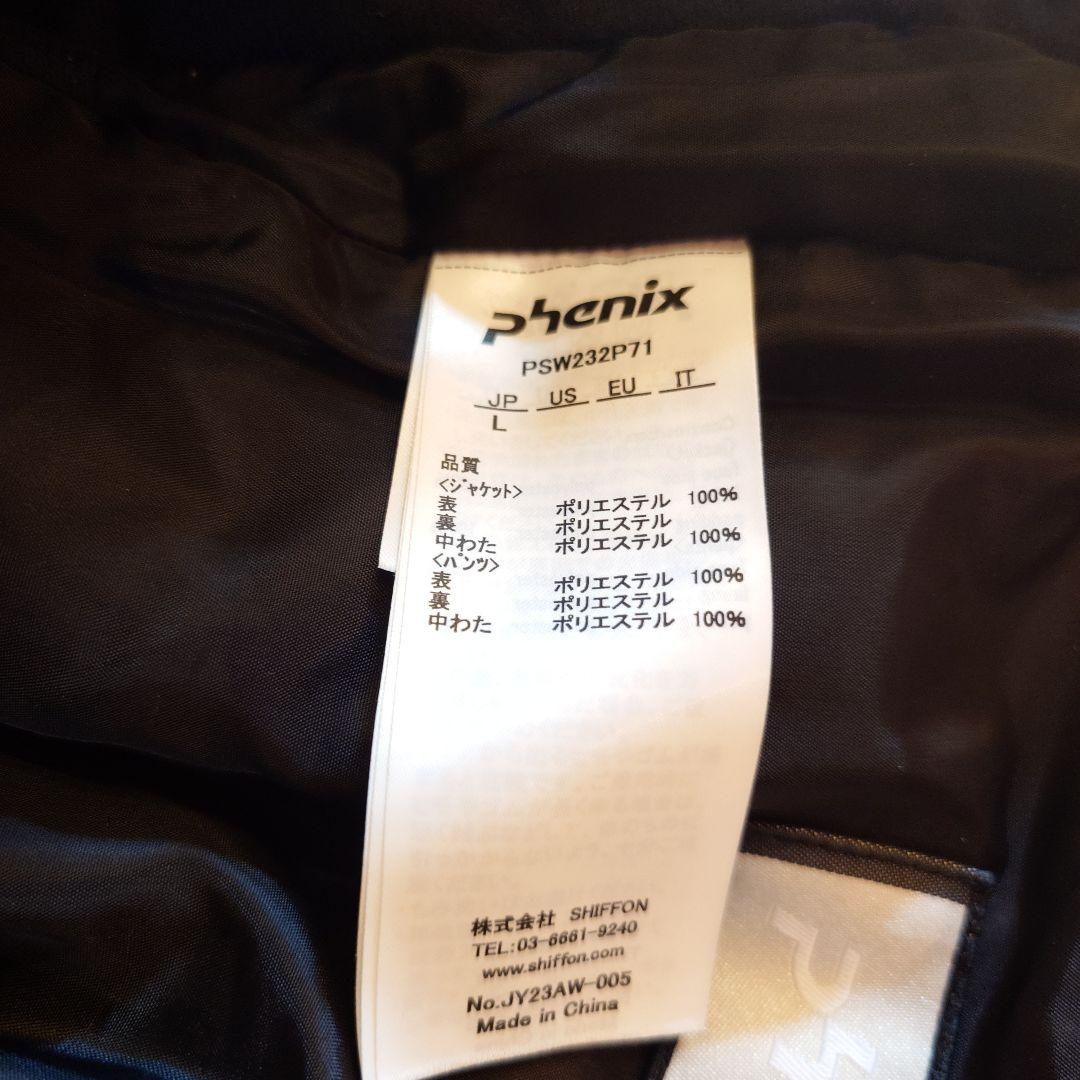 phenix
PSW232P71
JP US EU IT
L
品質
<ジャケット>
表 ポリエステル 100%
裏 ポリエステル
中わた ポリエステル 100%
<パンツ>
表 ポリエステル 100%
裏 ポリエステル
中わた ポリエステル 100%
株式会社 SHIFFON
TEL:03-6661-9240
www.shiffon.com
No.JY23AW-005
Made in China